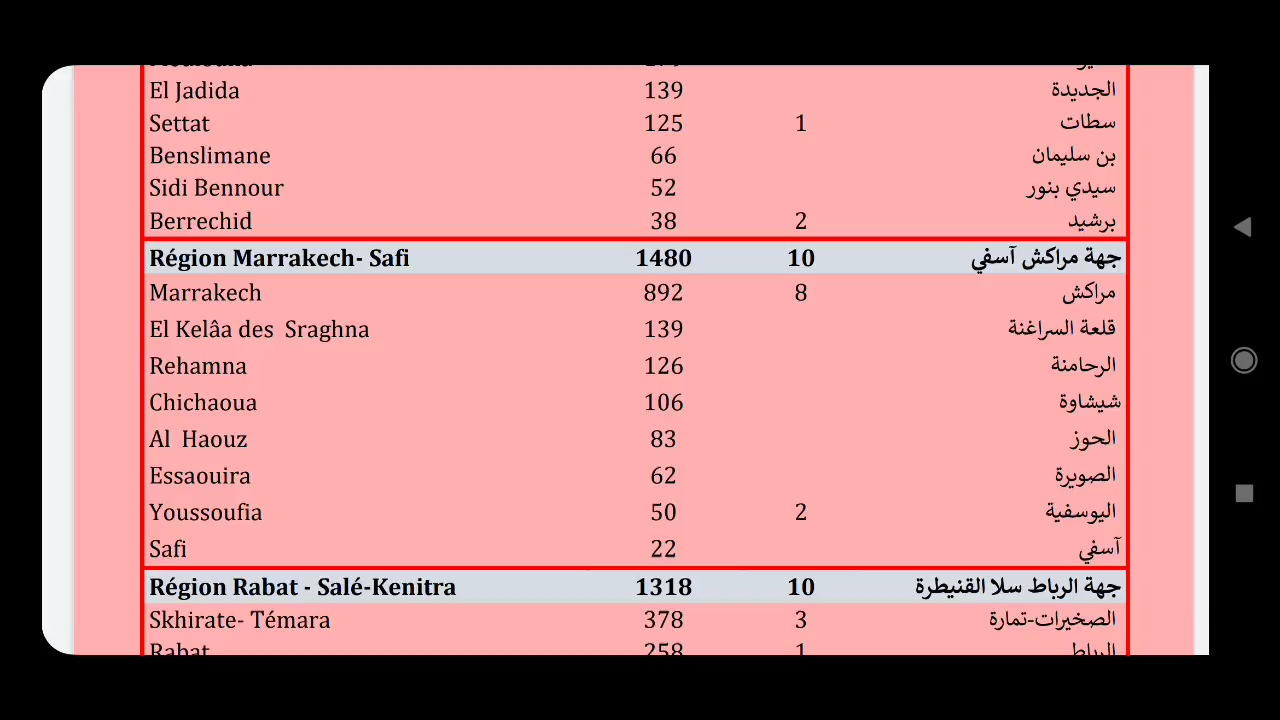 El Jadida 139 الجديدة
Settat 125 1 سطات
Benslimane 66 بن سليمان
Sidi Bennour 52 سيدي بنور
Berrechid 38 2 برشيد
Région Marrakech- Safi 1480 10 جهة مراكش آسفي
Marrakech 892 8 مراكش
El Kelâa des Sraghna 139 قلعة السراغنة
Rehamna 126 الرحامنة
Chichaoua 106 شيشاوة
Al Haouz 83 الحوز
Essaouira 62 الصويرة
Youssoufia 50 2 اليوسفية
Safi 22 آسفي
Région Rabat - Salé-Kenitra 1318 10 جهة الرباط سلا القنيطرة
Skhirate- Témara 378 3 الصخيرات-تمارة
Rabat 258 1 الرباط